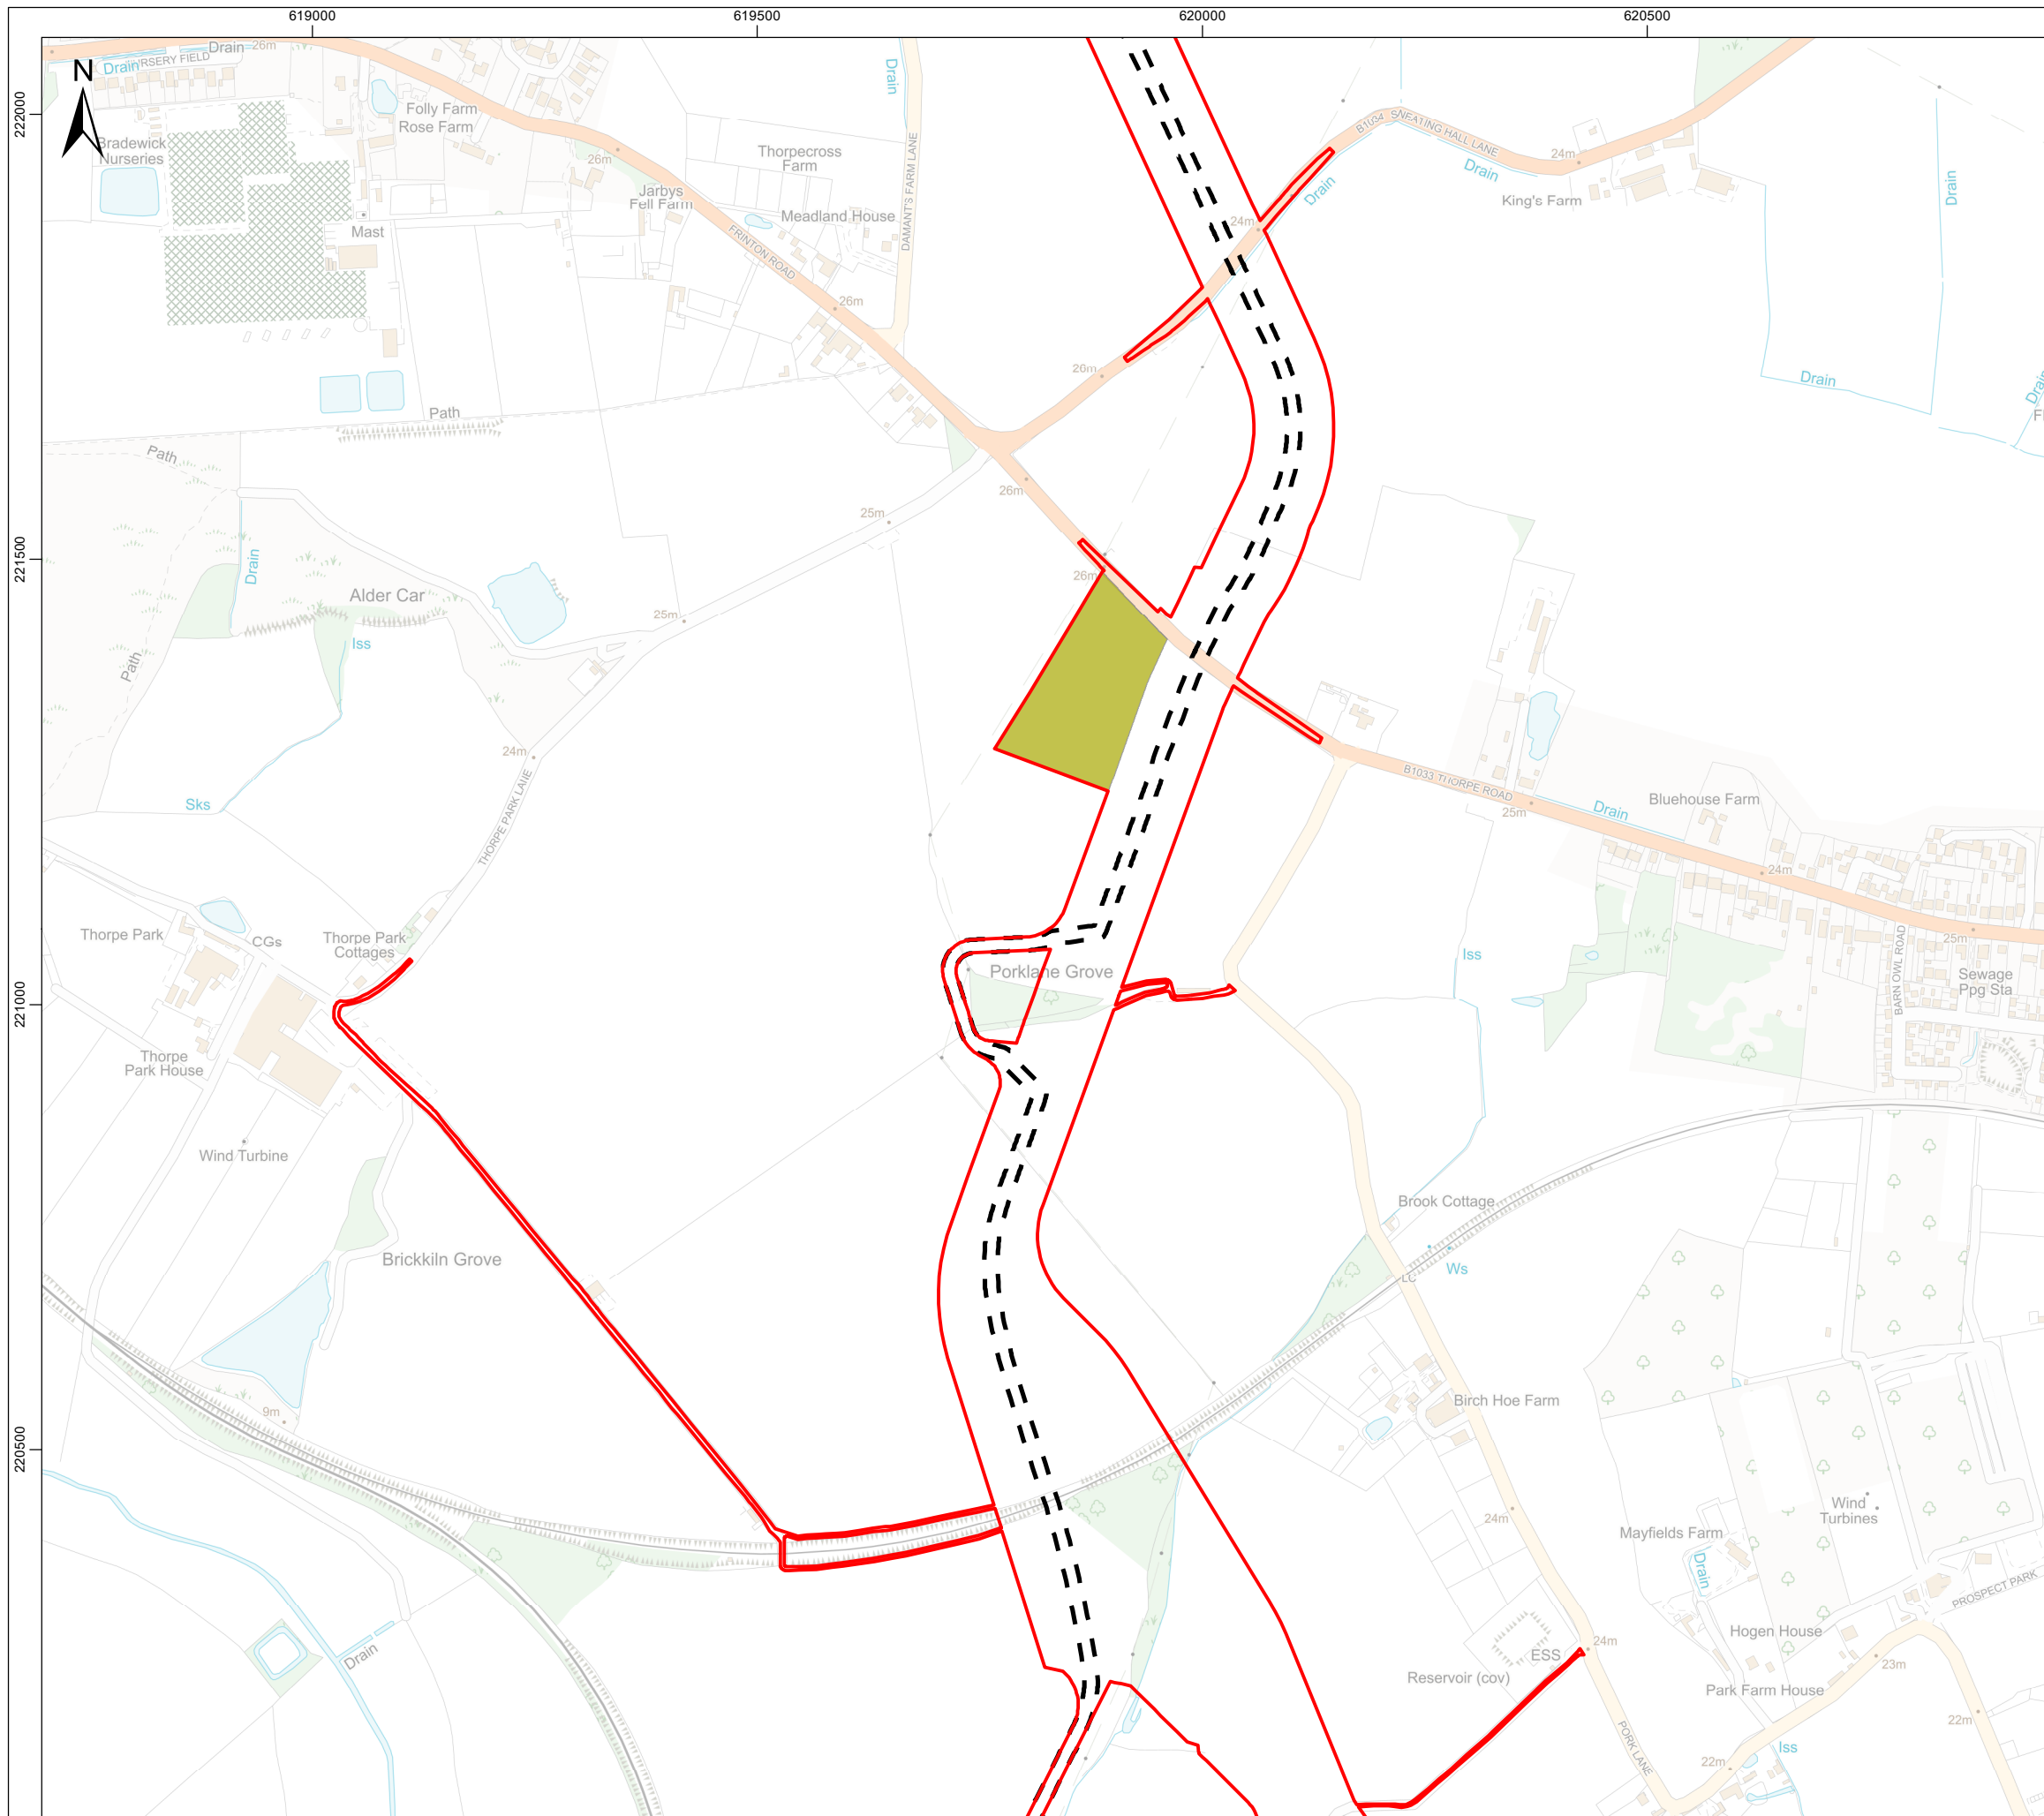 619000
619500
620000
620500
222000
221500
221000
220500
N
Drain
26m
Drain
RSERY FIELD
Folly Farm
Rose Farm
Bradewick
Nurseries
Mast
26m
Jarbys
Fell Farm
Thorpecross
Farm
Meadland House
Drain
DAMANT'S FARM LANE
FRINTON ROAD
26m
B1034 SNEATING HALL LANE
Drain
24m
Drain
24m
King's Farm
Drain
Drain
Drain
26m
Path
Path
26m
25m
Drain
Alder Car
25m
Iss
Path
26m
24m
Sks
THORPE PARK LANE
B1033 THORPE ROAD
25m
Drain
Bluehouse Farm
24m
25m
BARN OWL ROAD
Sewage
Ppg Sta
Thorpe Park
CGs
Thorpe Park
Cottages
Porklane Grove
Iss
Thorpe
Park House
Wind Turbine
Brickkiln Grove
Brook Cottage
Ws
LC
Birch Hoe Farm
9m
24m
Wind
Turbines
Mayfields Farm
Drain
PROSPECT PARK
Hogen House
24m
ESS
Reservoir (cov)
23m
Park Farm House
22m
Drain
PORK LANE
Iss
22m